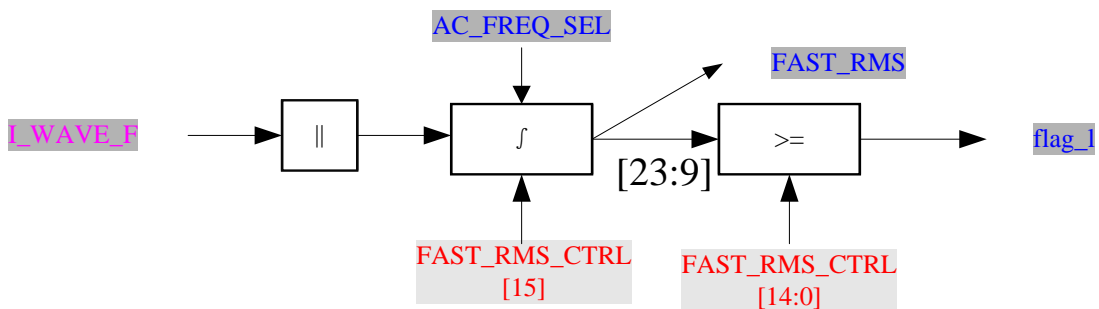 AC_FREQ_SEL
FAST_RMS
I_WAVE_F
||
∫
>=
flag_1
[23:9]
FAST_RMS_CTRL
[15]
FAST_RMS_CTRL
[14:0]